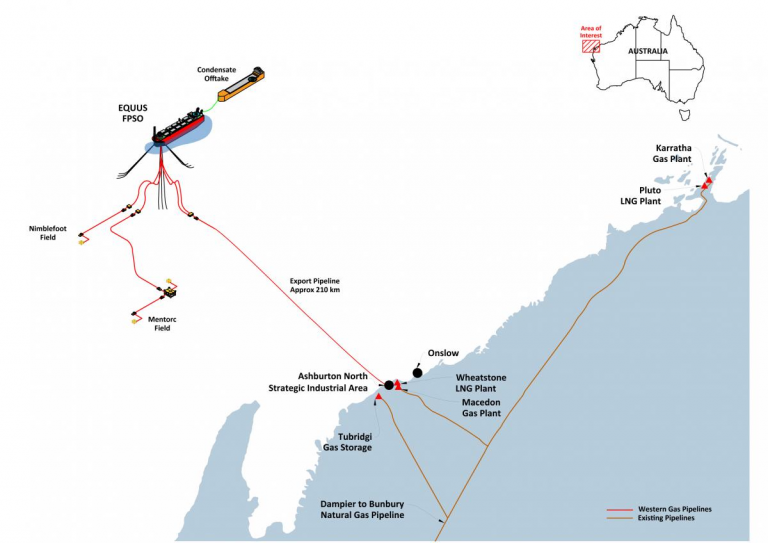 Area of
Interest
AUSTRALIA
Condensate
Offtake
EQUUS
FPSO
Karratha
Gas Plant
Pluto
LNG Plant
Nimblefoot
Field
Export Pipeline
Approx 210 km
Mentorc
Field
Onslow
Ashburton North
Strategic Industrial Area
Wheatstone
LNG Plant
Macedon
Gas Plant
Tubridgi
Gas Storage
Dampier to Bunbury
Natural Gas Pipeline
Western Gas Pipelines
Existing Pipelines